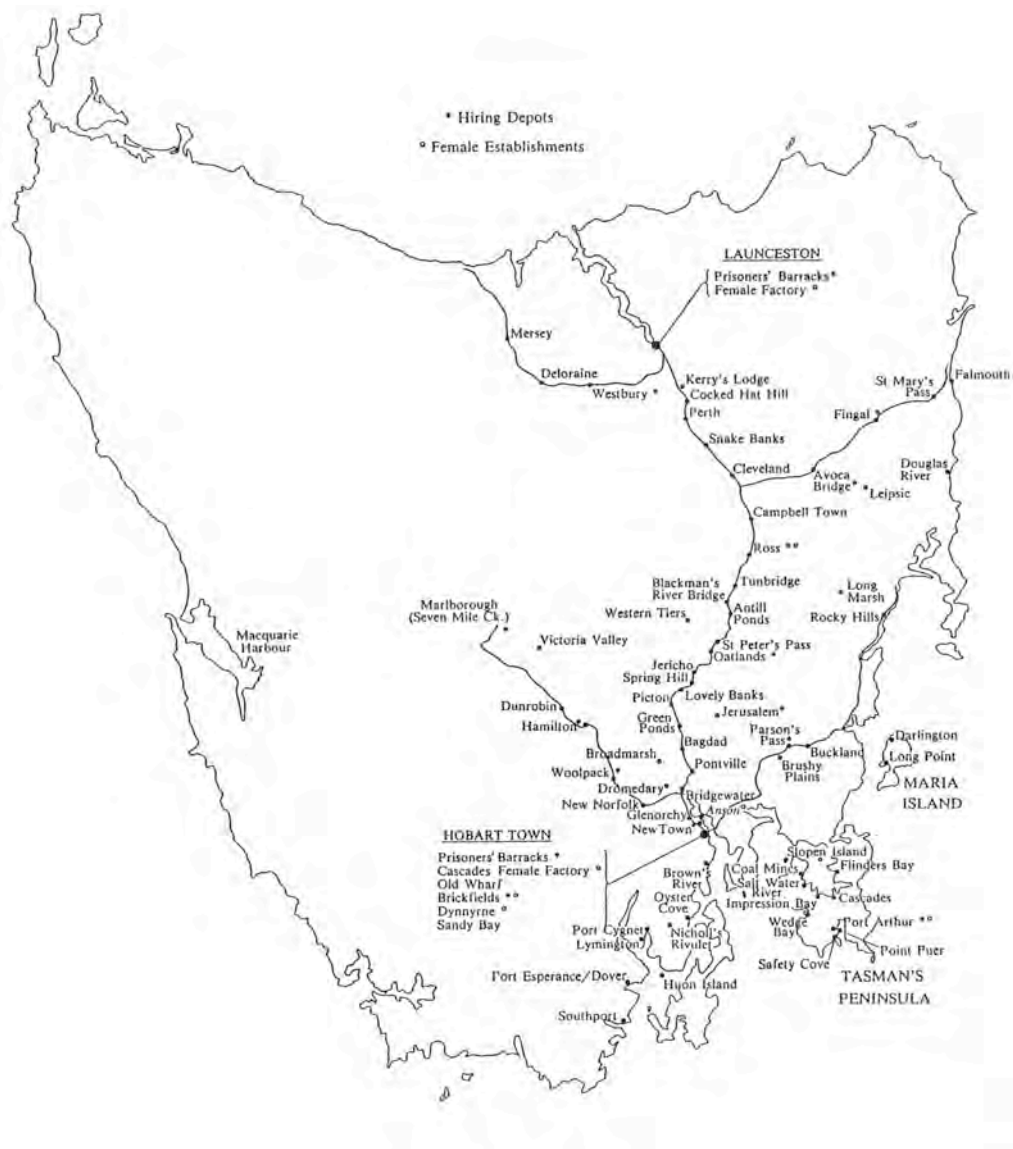 * Hiring Depots
° Female Establishments
LAUNCESTON
Prisoners' Barracks *
Female Factory °
Mersey
Deloraine
Westbury *
Kerry's Lodge
Cocked Hat Hill
Perth
Snake Banks
Cleveland
St Mary's
Pass
Falmouth
Fingal *
Avoca
Bridge *
Leipsic
Douglas
River
Campbell Town
Ross *°
Tunbridge
Blackman's
River Bridge
Antill
Ponds
Long
Marsh
Rocky Hills
Western Tiers
Marlborough
(Seven Mile Ck.)
Victoria Valley
Macquarie
Harbour
St Peter's Pass
Oatlands *
Jericho
Spring Hill
Picton
Lovely Banks
Jerusalem *
Dunrobin
Hamilton *
Green
Ponds
Parson's
Pass
Buckland
Darlington
Long Point
MARIA
ISLAND
Broadmarsh
Bagdad
Brushy
Plains
Woolpack *
Pontville
Dromedary *
Bridgewater
New Norfolk
Anson °
Glenorchy
New Town
HOBART TOWN
Prisoners' Barracks *
Cascades Female Factory °
Old Wharf
Brickfields *°
Dynnyrne °
Sandy Bay
Brown's
River
Slopen Island
Coal Mines
Flinders Bay
Salt Water
River
Impression Bay
Cascades
Oyster
Cove
Wedge
Bay
Port Arthur *°
Port Cygnet
Lymington
Nicholl's
Rivulet
Point Puer
Safety Cove
TASMAN'S
PENINSULA
Port Esperance/Dover
Huon Island
Southport